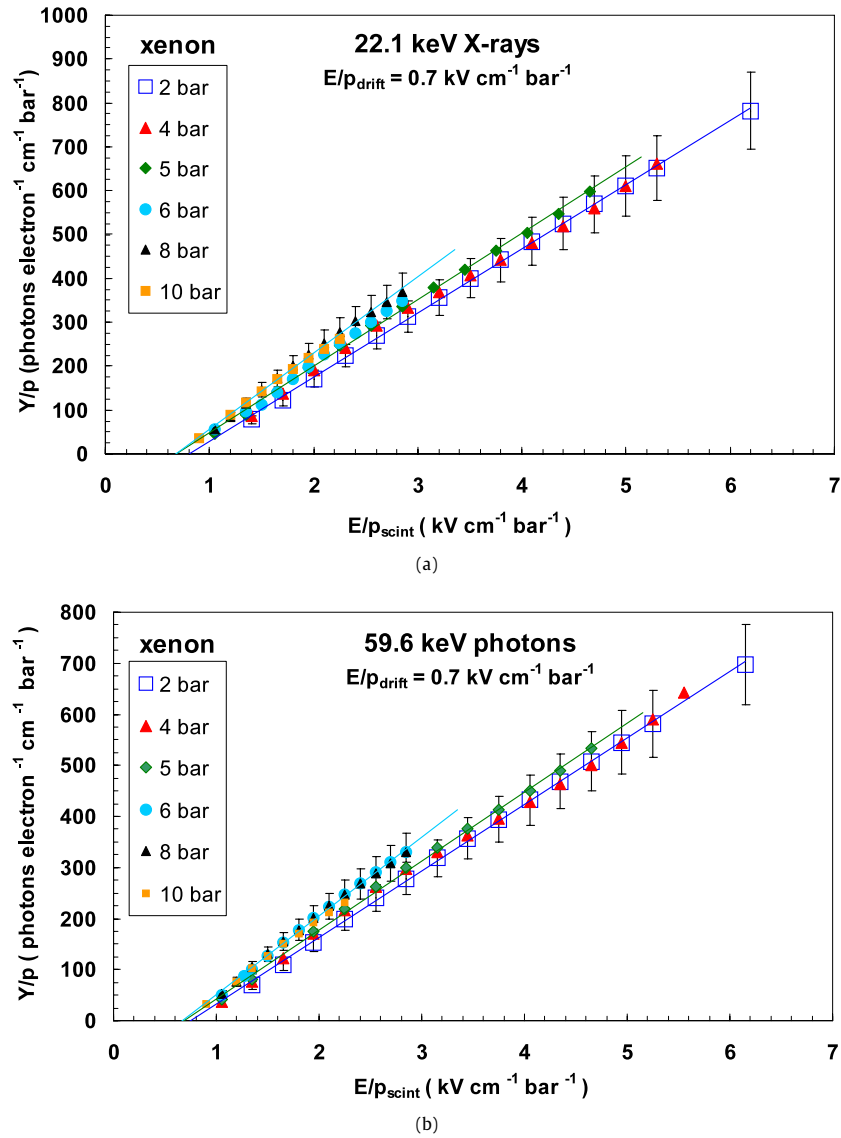 1000
900
800
700
600
500
400
300
200
100
0
Y/p (photons electron⁻¹ cm⁻¹ bar⁻¹)
xenon
2 bar
4 bar
5 bar
6 bar
8 bar
10 bar
22.1 keV X-rays
E/p_drift = 0.7 kV cm⁻¹ bar⁻¹
0 1 2 3 4 5 6 7
E/p_scint ( kV cm⁻¹ bar⁻¹ )
(a)
800
700
600
500
400
300
200
100
0
Y/p ( photons electron⁻¹ cm⁻¹ bar⁻¹ )
xenon
2 bar
4 bar
5 bar
6 bar
8 bar
10 bar
59.6 keV photons
E/p_drift = 0.7 kV cm⁻¹ bar⁻¹
0 1 2 3 4 5 6 7
E/p_scint ( kV cm⁻¹ bar⁻¹ )
(b)